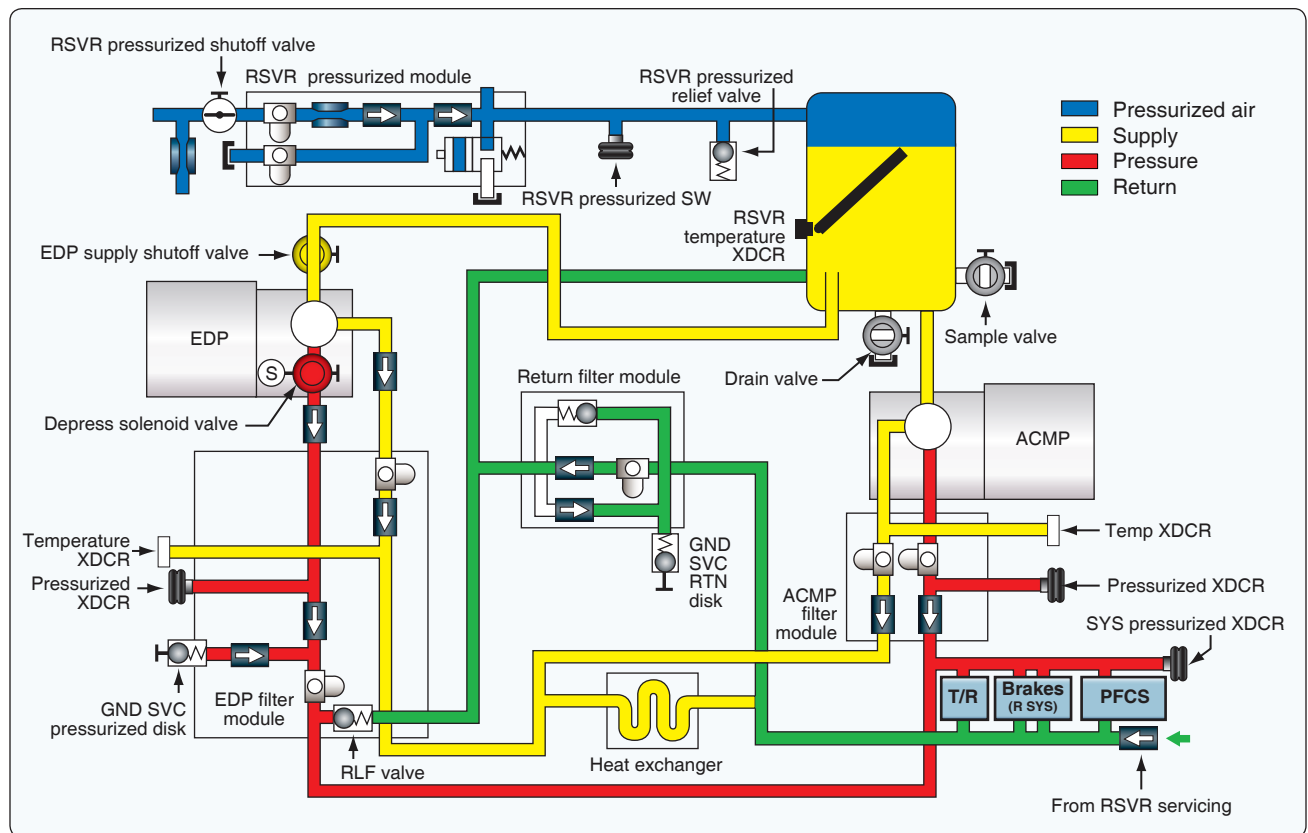 RSVR pressurized shutoff valve
RSVR pressurized module
RSVR pressurized
relief valve
Pressurized air
Supply
Pressure
Return
RSVR pressurized SW
RSVR
temperature
XDCR
EDP supply shutoff valve
EDP
S
Depress solenoid valve
Sample valve
Drain valve
Return filter module
ACMP
Temperature
XDCR
Pressurized
XDCR
GND
SVC
RTN
disk
Temp XDCR
Pressurized XDCR
ACMP
filter
module
SYS pressurized XDCR
GND SVC
pressurized disk
EDP filter
module
T/R
Brakes
(R SYS)
PFCS
RLF valve
Heat exchanger
From RSVR servicing